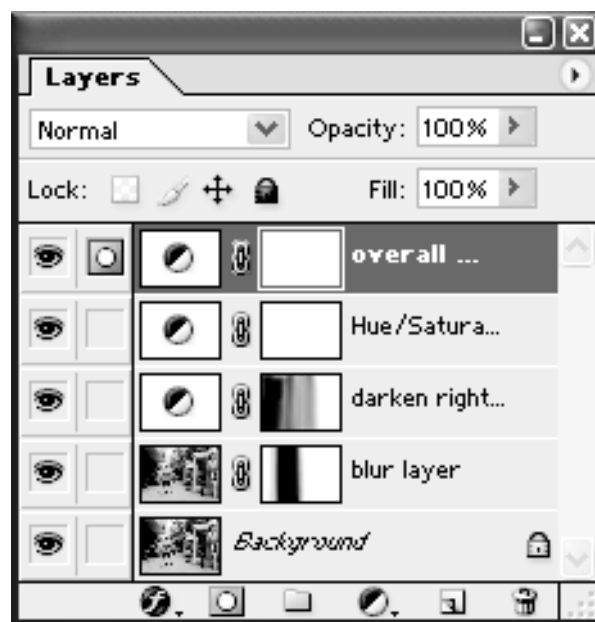 Layers
Normal Opacity: 100%
Lock: Fill: 100%
overall ...
Hue/Satura...
darken right...
blur layer
Background